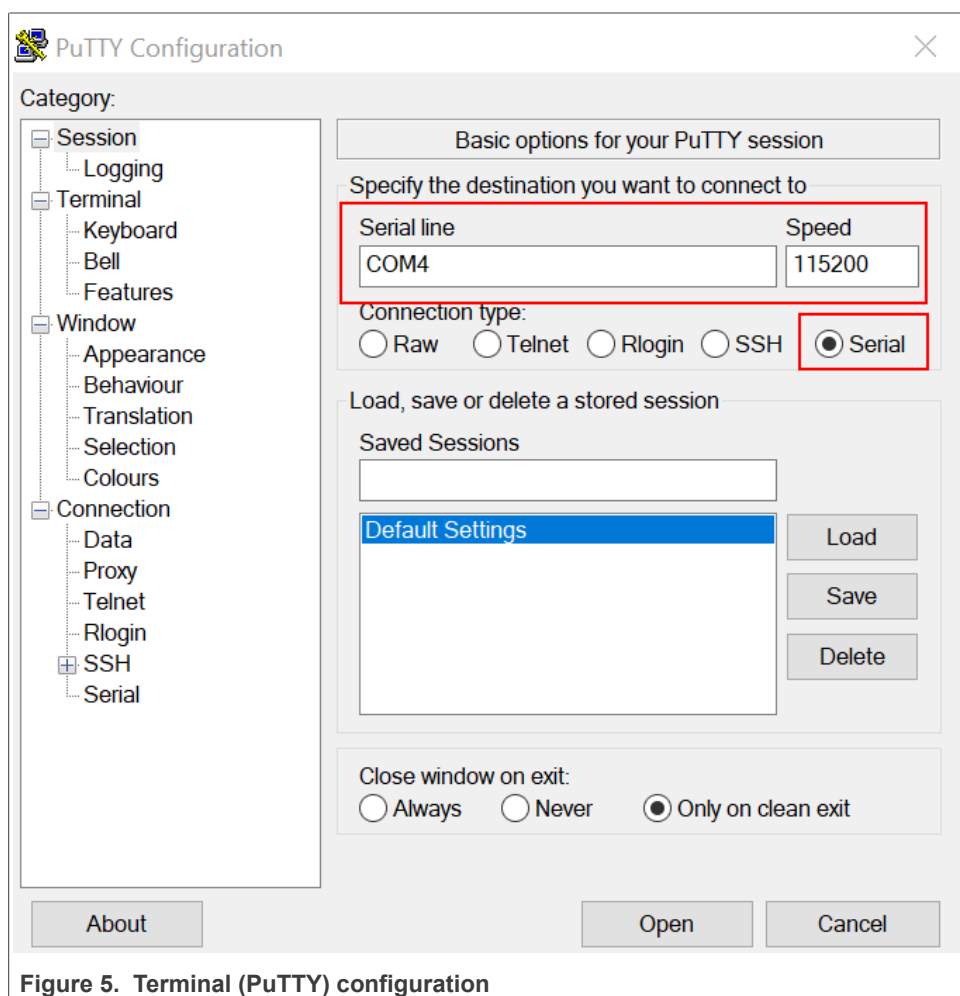 PuTTY Configuration
Category:
Session
Logging
Terminal
Keyboard
Bell
Features
Window
Appearance
Behaviour
Translation
Selection
Colours
Connection
Data
Proxy
Telnet
Rlogin
SSH
Serial
Basic options for your PuTTY session
Specify the destination you want to connect to
Serial line Speed
COM4 115200
Connection type:
Raw Telnet Rlogin SSH Serial
Load, save or delete a stored session
Saved Sessions
Default Settings
Load
Save
Delete
Close window on exit:
Always Never Only on clean exit
About Open Cancel
Figure 5. Terminal (PuTTY) configuration